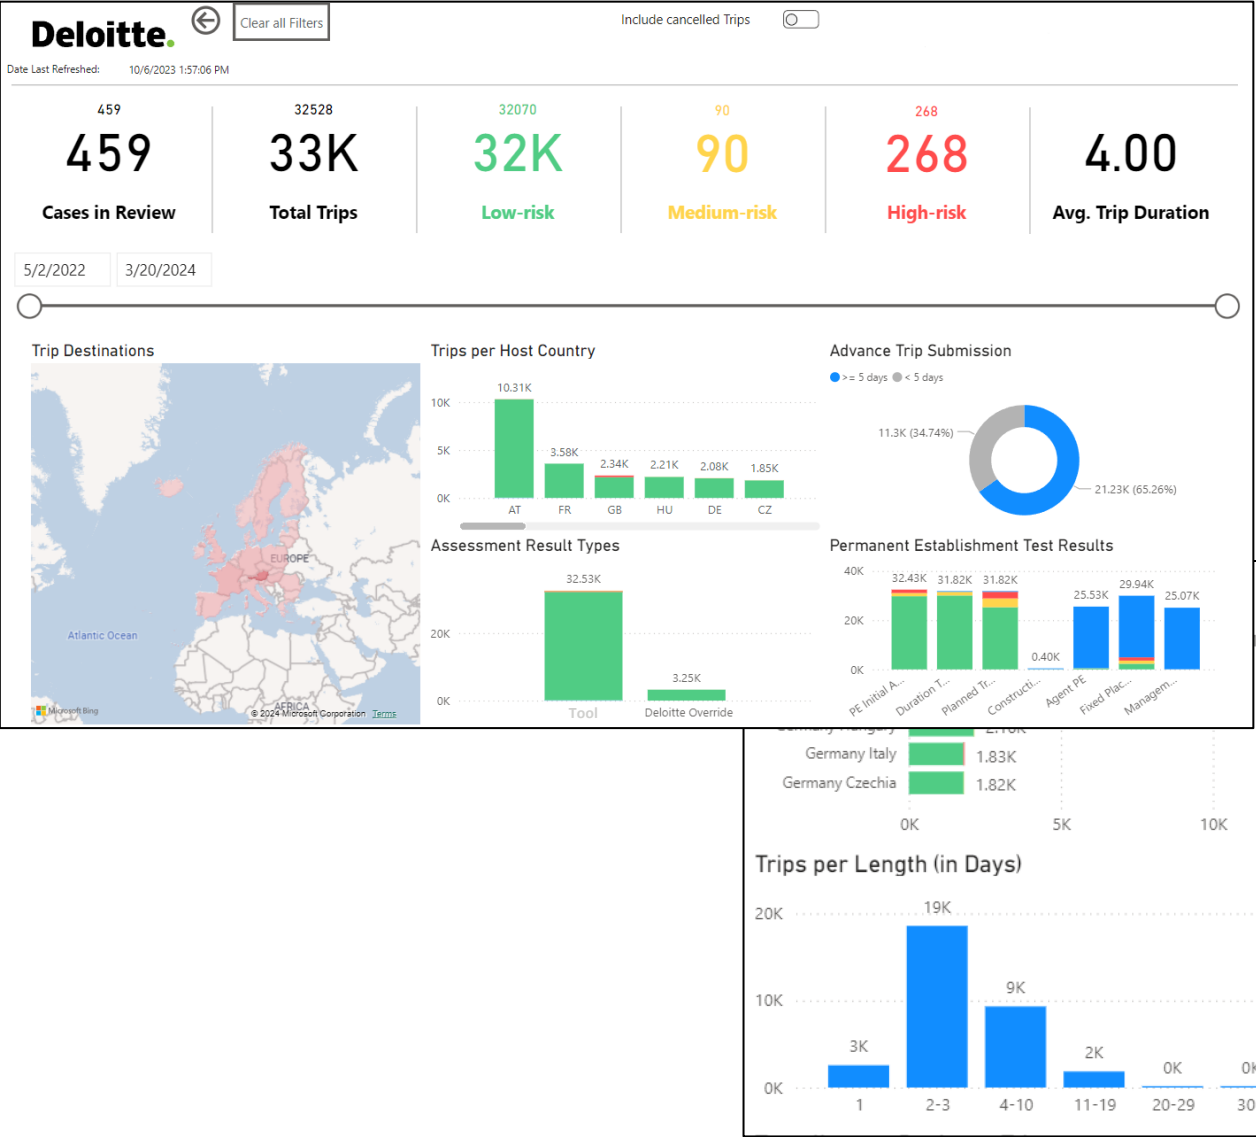 Deloitte.
Clear all Filters
Include cancelled Trips
Date Last Refreshed: 10/6/2023 1:57:06 PM
459
459
Cases in Review
32528
33K
Total Trips
32070
32K
Low-risk
90
90
Medium-risk
268
268
High-risk
4.00
Avg. Trip Duration
5/2/2022
3/20/2024
Trip Destinations
EUROPE
Atlantic Ocean
AFRICA
Microsoft Bing
© 2024 Microsoft Corporation Terms
Trips per Host Country
10.31K
10K
5K
3.58K
2.34K
2.21K
2.08K
1.85K
0K
AT FR GB HU DE CZ
Advance Trip Submission
>= 5 days < 5 days
11.3K (34.74%)
21.23K (65.26%)
Assessment Result Types
32.53K
20K
3.25K
0K
Tool Deloitte Override
Permanent Establishment Test Results
40K
32.43K 31.82K 31.82K
29.94K
25.53K
25.07K
20K
0.40K
0K
PE Initial A... Duration T... Planned Tr... Constructi... Agent PE Fixed Plac... Managem...
Germany Hungary
Germany Italy 1.83K
Germany Czechia 1.82K
0K 5K 10K
Trips per Length (in Days)
20K
19K
10K
9K
3K
2K
0K
0K
0K
1 2-3 4-10 11-19 20-29 30